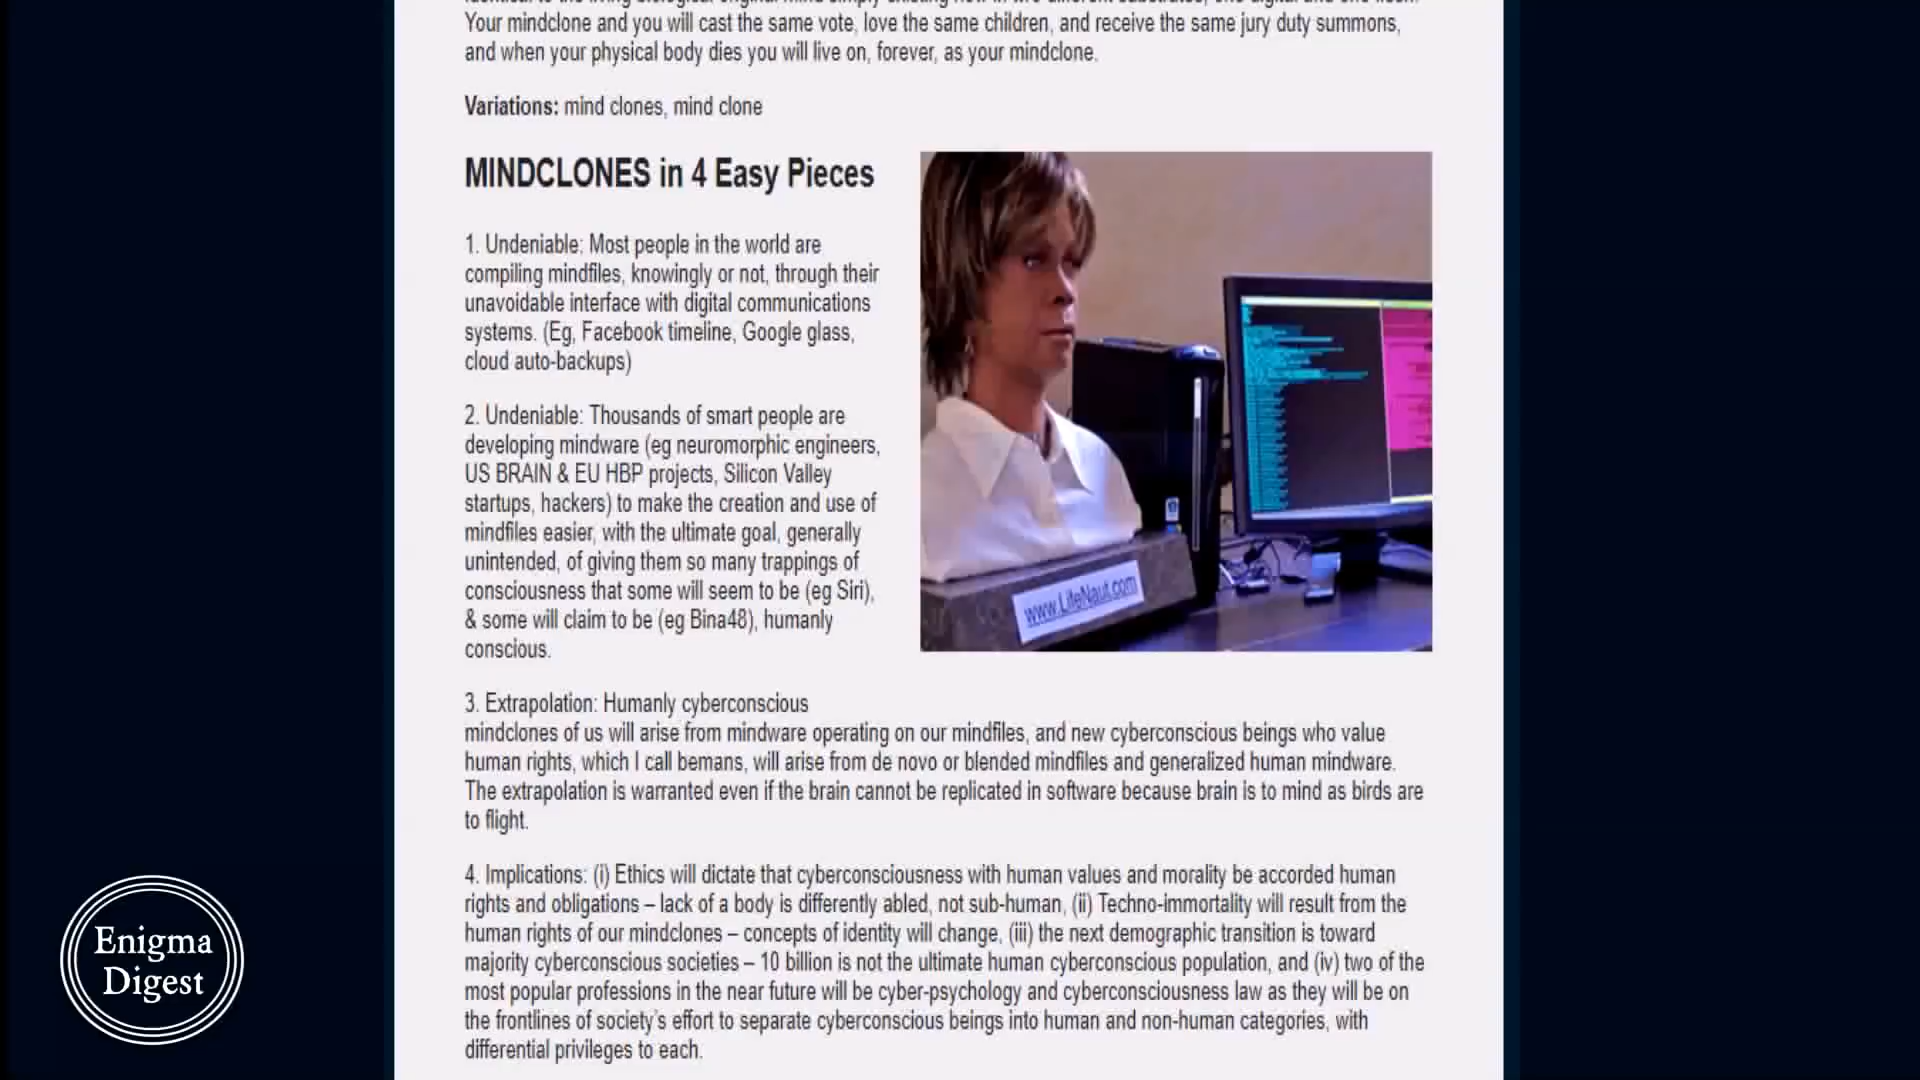 Your mindclone and you will cast the same vote, love the same children, and receive the same jury duty summons,
and when your physical body dies you will live on, forever, as your mindclone.
Variations: mind clones, mind clone
MINDCLONES in 4 Easy Pieces
1. Undeniable: Most people in the world are
compiling mindfiles, knowingly or not, through their
unavoidable interface with digital communications
systems. (Eg, Facebook timeline, Google glass,
cloud auto-backups)
2. Undeniable: Thousands of smart people are
developing mindware (eg neuromorphic engineers,
US BRAIN & EU HBP projects, Silicon Valley
startups, hackers) to make the creation and use of
mindfiles easier, with the ultimate goal, generally
unintended, of giving them so many trappings of
consciousness that some will seem to be (eg Siri),
& some will claim to be (eg Bina48), humanly
conscious.
www.LifeNaut.com
3. Extrapolation: Humanly cyberconscious
mindclones of us will arise from mindware operating on our mindfiles, and new cyberconscious beings who value
human rights, which I call bemans, will arise from de novo or blended mindfiles and generalized human mindware.
The extrapolation is warranted even if the brain cannot be replicated in software because brain is to mind as birds are
to flight.
4. Implications: (i) Ethics will dictate that cyberconsciousness with human values and morality be accorded human
rights and obligations – lack of a body is differently abled, not sub-human, (ii) Techno-immortality will result from the
human rights of our mindclones – concepts of identity will change, (iii) the next demographic transition is toward
majority cyberconscious societies – 10 billion is not the ultimate human cyberconscious population, and (iv) two of the
most popular professions in the near future will be cyber-psychology and cyberconsciousness law as they will be on
the frontlines of society's effort to separate cyberconscious beings into human and non-human categories, with
differential privileges to each.
Enigma
Digest